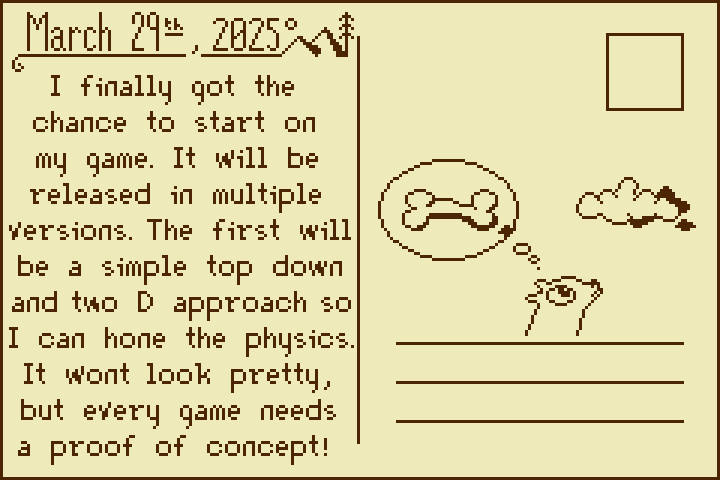 March 29th, 2025
I finally got the
chance to start on
my game. It will be
released in multiple
versions. The first will
be a simple top down
and two D approach so
I can hone the physics.
It wont look pretty,
but every game needs
a proof of concept!